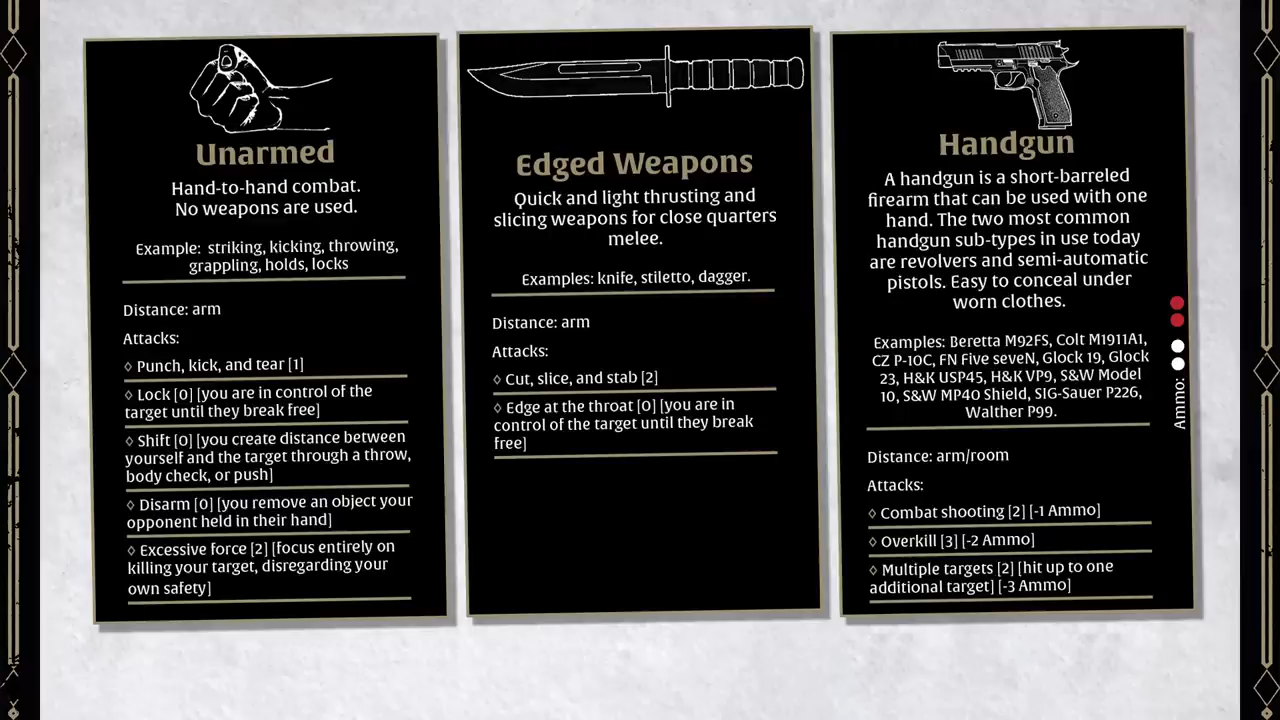 Unarmed
Hand-to-hand combat.
No weapons are used.
Example: striking, kicking, throwing,
grappling, holds, locks
Distance: arm
Attacks:
◊ Punch, kick, and tear [1]
◊ Lock [0] [you are in control of the
target until they break free]
◊ Shift [0] [you create distance between
yourself and the target through a throw,
body check, or push]
◊ Disarm [0] [you remove an object your
opponent held in their hand]
◊ Excessive force [2] [focus entirely on
killing your target, disregarding your
own safety]
Edged Weapons
Quick and light thrusting and
slicing weapons for close quarters
melee.
Examples: knife, stiletto, dagger.
Distance: arm
Attacks:
◊ Cut, slice, and stab [2]
◊ Edge at the throat [0] [you are in
control of the target until they break
free]
Handgun
A handgun is a short-barreled
firearm that can be used with one
hand. The two most common
handgun sub-types in use today
are revolvers and semi-automatic
pistols. Easy to conceal under
worn clothes.
Examples: Beretta M92FS, Colt M1911A1,
CZ P-10C, FN Five seveN, Glock 19, Glock
23, H&K USP45, H&K VP9, S&W Model
10, S&W MP40 Shield, SIG-Sauer P226,
Walther P99.
Distance: arm/room
Attacks:
◊ Combat shooting [2] [-1 Ammo]
◊ Overkill [3] [-2 Ammo]
◊ Multiple targets [2] [hit up to one
additional target] [-3 Ammo]
Ammo: